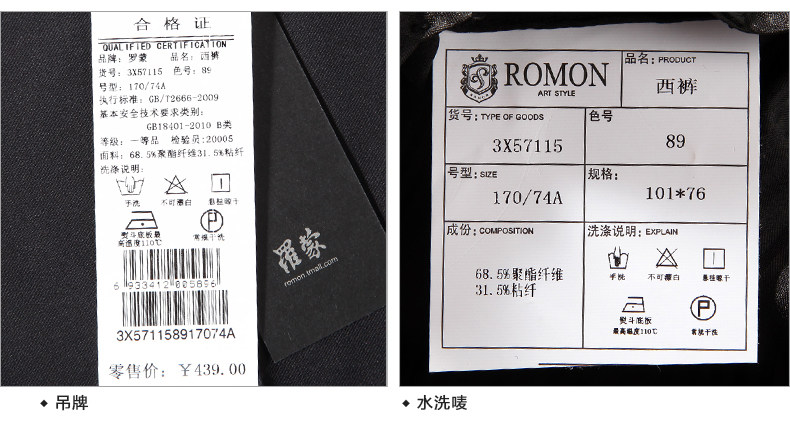 合格证
QUALIFIED CERTIFICATION
品牌：罗蒙 品名：西裤
货号：3X57115 色号：89
号型：170/74A
执行标准：GB/T2666-2009
基本安全技术要求类别：
GB18401-2010 B类
等级：一等品 检验员:20005
面料：68.5%聚酯纤维31.5%粘纤
洗涤说明：
手洗 不可漂白 悬挂晾干
熨斗底板最
高温度110℃
常规干洗
6 933412 005896
3X571158917074A
零售价：￥439.00
羅蒙
romon.tmall.com
吊牌
ROMON
ART STYLE
品名：PRODUCT
西裤
货号：TYPE OF GOODS
3X57115
色号
89
号型：SIZE
170/74A
规格：
101*76
成份：COMPOSITION
68.5%聚酯纤维
31.5%粘纤
洗涤说明：EXPLAIN
手洗 不可漂白 悬挂晾干
P
熨斗底板
最高温度110℃
常规干洗
水洗唛